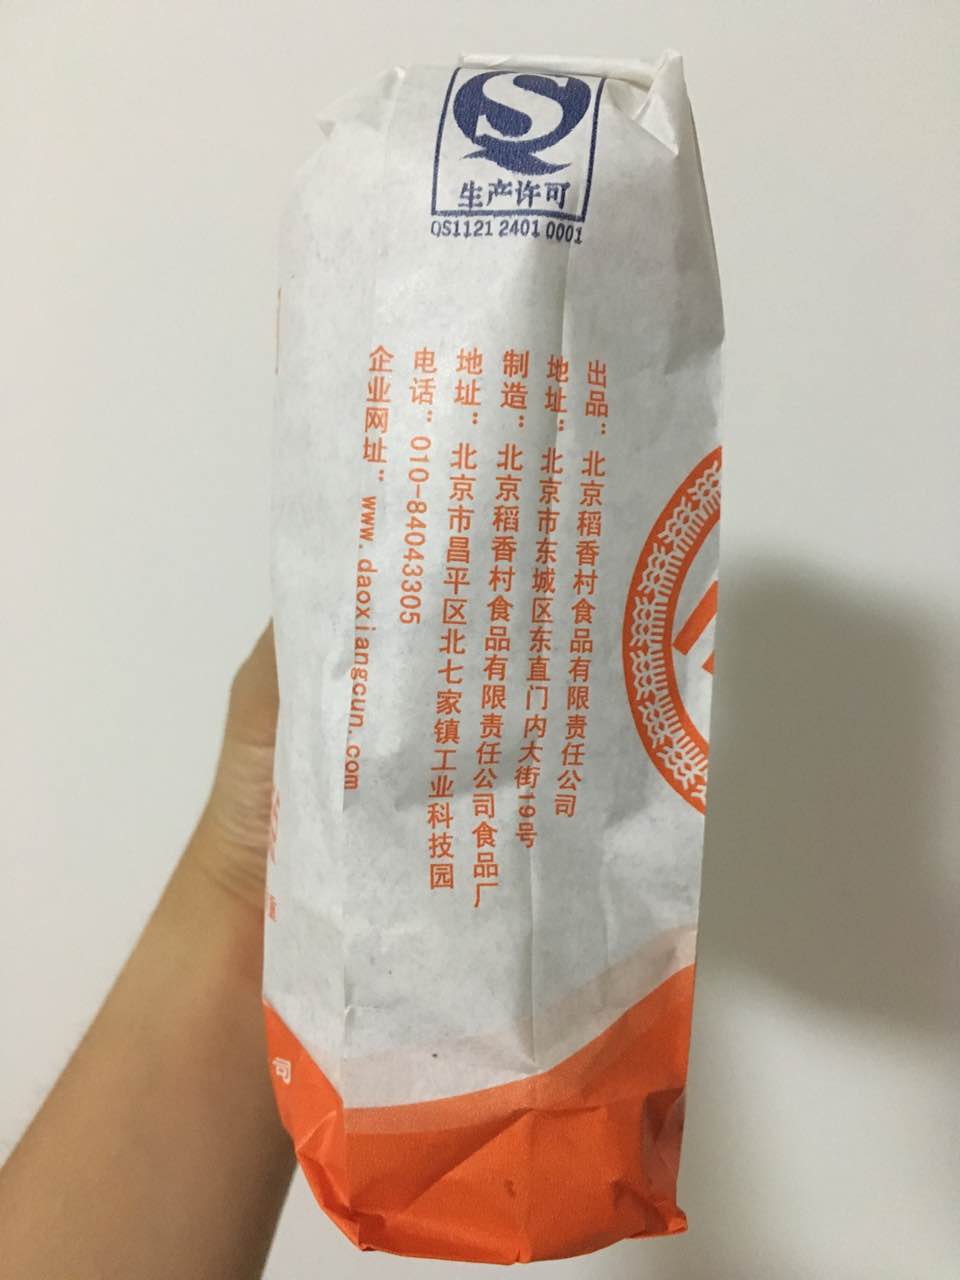 QS
生产许可
QS1121 2401 0001
出品：北京稻香村食品有限责任公司
地址：北京市东城区东直门内大街19号
制造：北京稻香村食品有限责任公司食品厂
地址：北京市昌平区北七家镇工业科技园
电话：010-84043305
企业网址：www.daoxiangcun.com
司